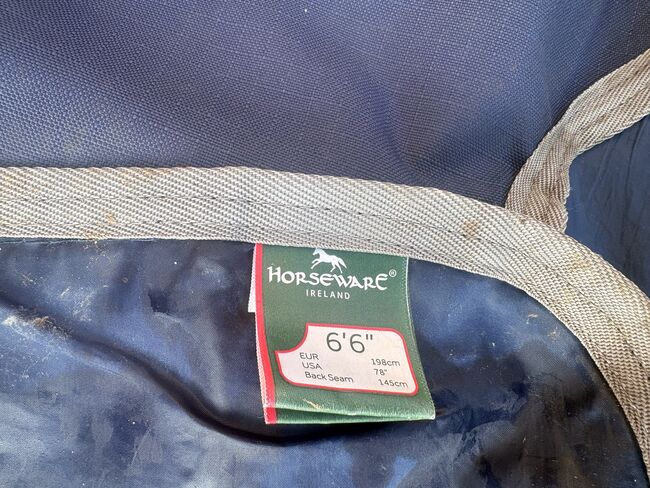 HORSEWARE®
IRELAND
6'6"
EUR 198cm
USA 78"
Back Seam 145cm